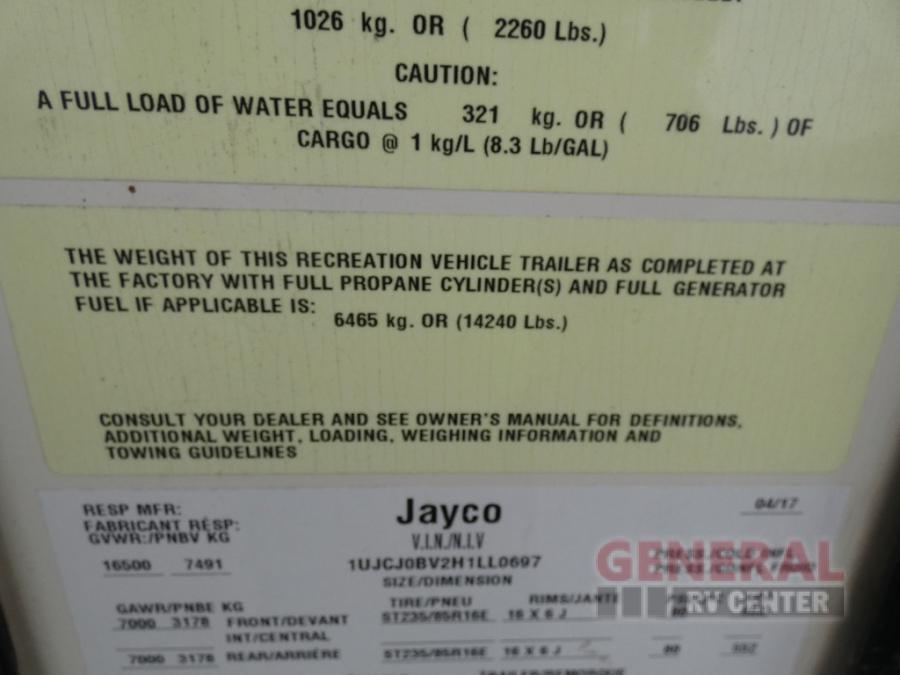 1026 kg. OR ( 2260 Lbs.)
CAUTION:
A FULL LOAD OF WATER EQUALS 321 kg. OR ( 706 Lbs. ) OF
CARGO @ 1 kg/L (8.3 Lb/GAL)
THE WEIGHT OF THIS RECREATION VEHICLE TRAILER AS COMPLETED AT
THE FACTORY WITH FULL PROPANE CYLINDER(S) AND FULL GENERATOR
FUEL IF APPLICABLE IS:
6465 kg. OR (14240 Lbs.)
CONSULT YOUR DEALER AND SEE OWNER'S MANUAL FOR DEFINITIONS,
ADDITIONAL WEIGHT, LOADING, WEIGHING INFORMATION AND
TOWING GUIDELINES
RESP MFR: Jayco 04/17
FABRICANT RÉSP:
GVWR:/PNBV KG V.I.N./N.I.V
16500 7491 1UJCJ0BV2H1LL0697
SIZE/DIMENSION
GAWR/PNBE KG TIRE/PNEU RIMS/JANTE
7000 3178 FRONT/DEVANT ST235/85R16E 16 X 6 J 80
INT/CENTRAL
7000 3178 REAR/ARRIÈRE ST235/85R16E 16 X 6 J 80 552
GENERAL
RV CENTER